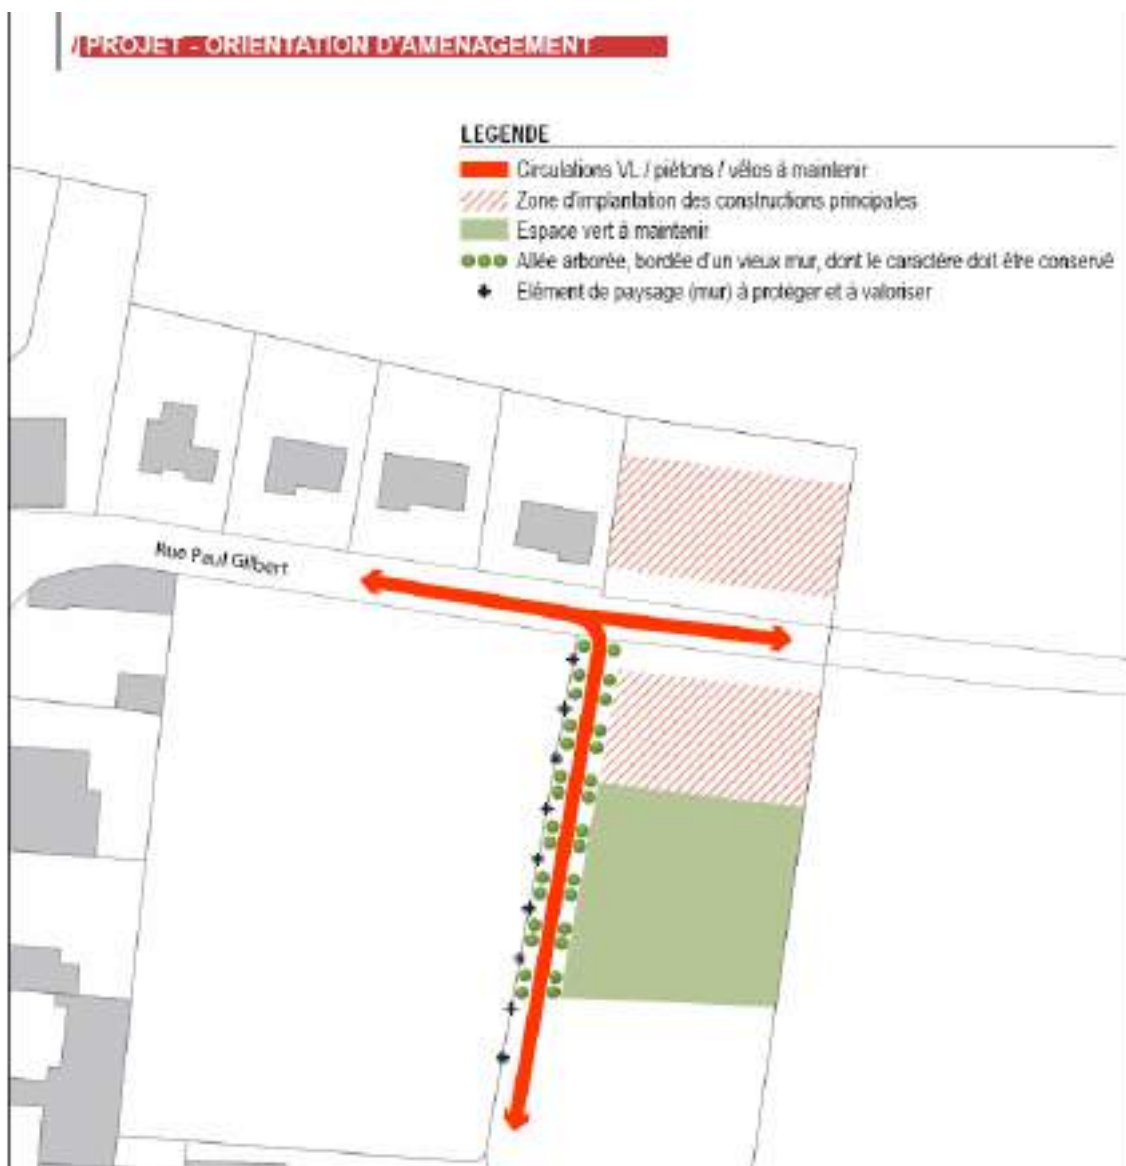 / PROJET - ORIENTATION D'AMENAGEMENT
LEGENDE
Circulations VL / piétons / vélos à maintenir
Zone d'implantation des constructions principales
Espace vert à maintenir
Allée arborée, bordée d'un vieux mur, dont le caractère doit être conservé
Elément de paysage (mur) à protéger et à valoriser
Rue Paul Gilbert